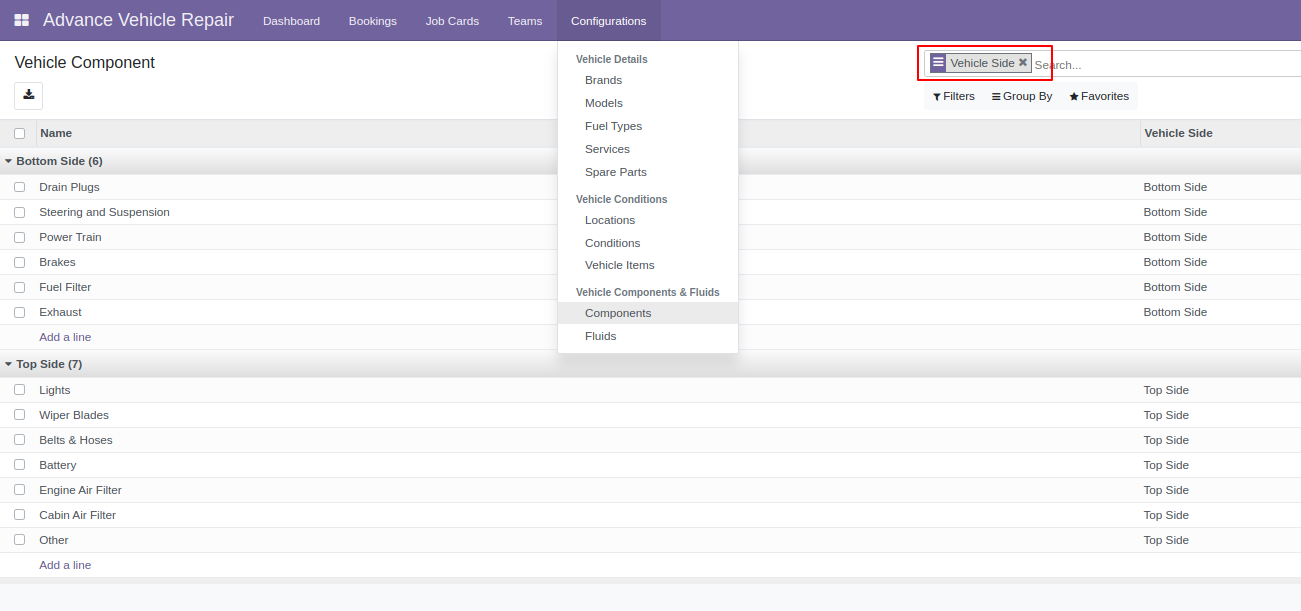 Advance Vehicle Repair Dashboard Bookings Job Cards Teams Configurations
Vehicle Component
Vehicle Side Search...
Filters Group By Favorites
Vehicle Details
Brands
Models
Fuel Types
Services
Spare Parts
Vehicle Conditions
Locations
Conditions
Vehicle Items
Vehicle Components & Fluids
Components
Fluids
Name Vehicle Side
Bottom Side (6)
Drain Plugs Bottom Side
Steering and Suspension Bottom Side
Power Train Bottom Side
Brakes Bottom Side
Fuel Filter Bottom Side
Exhaust Bottom Side
Add a line
Top Side (7)
Lights Top Side
Wiper Blades Top Side
Belts & Hoses Top Side
Battery Top Side
Engine Air Filter Top Side
Cabin Air Filter Top Side
Other Top Side
Add a line